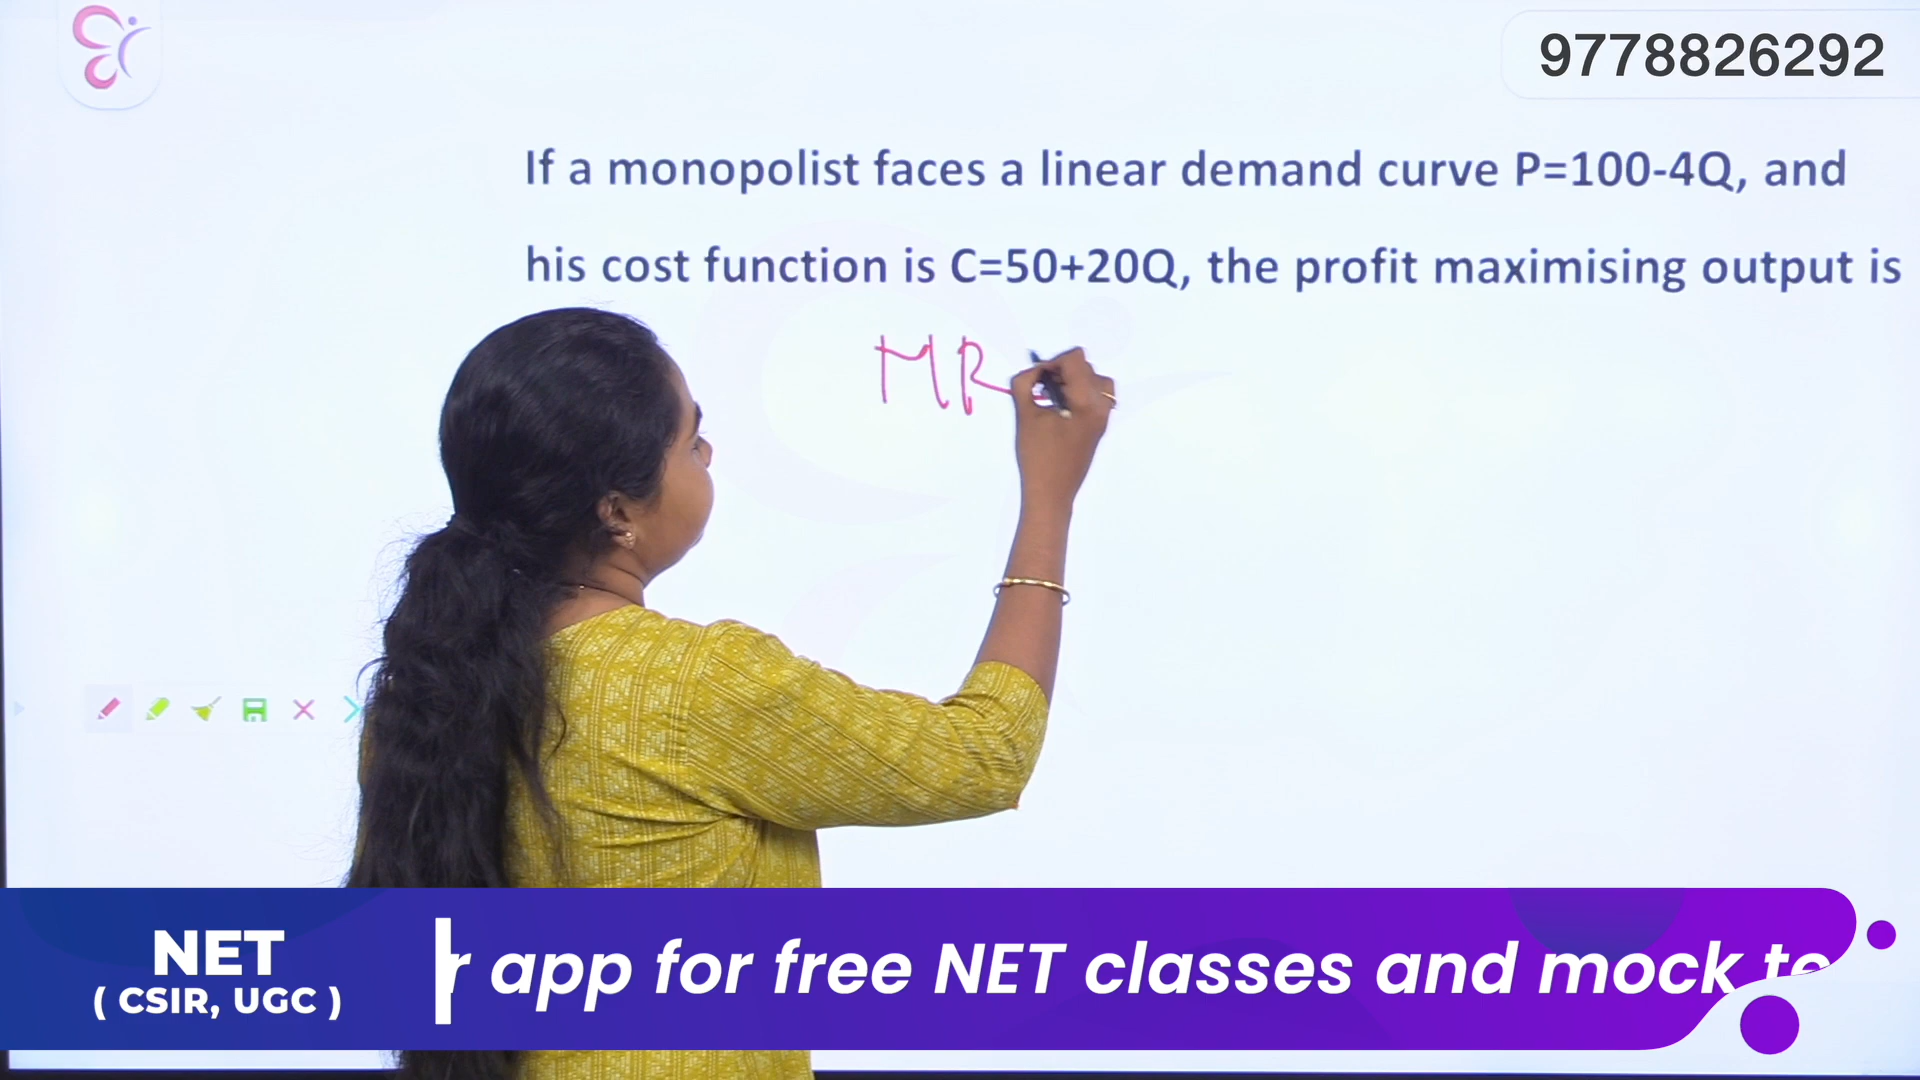 9778826292
If a monopolist faces a linear demand curve P=100-4Q, and
his cost function is C=50+20Q, the profit maximising output is
MR
NET
( CSIR, UGC )
r app for free NET classes and mock te